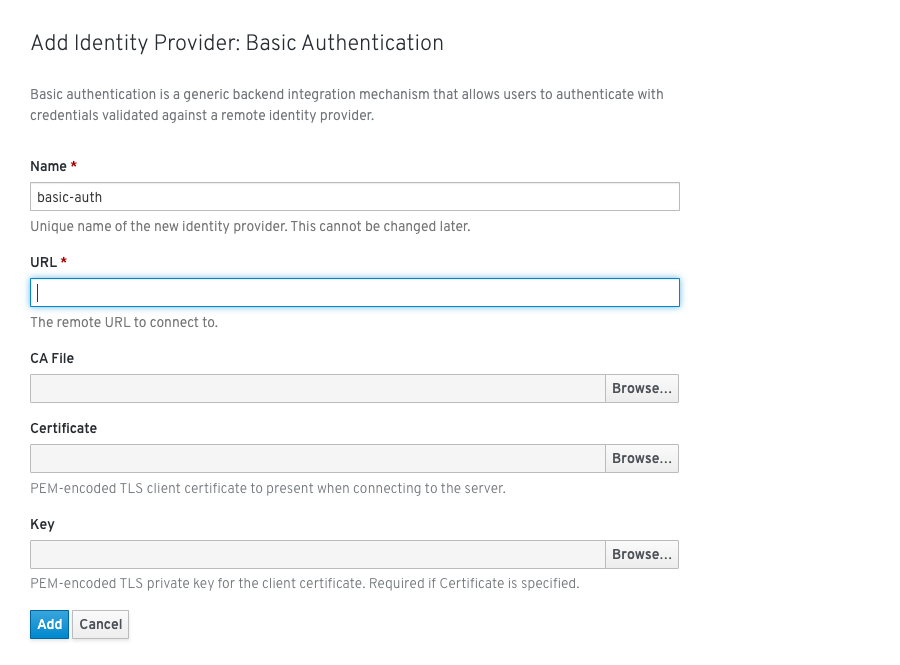 Add Identity Provider: Basic Authentication
Basic authentication is a generic backend integration mechanism that allows users to authenticate with
credentials validated against a remote identity provider.
Name *
basic-auth
Unique name of the new identity provider. This cannot be changed later.
URL *
The remote URL to connect to.
CA File
Browse...
Certificate
Browse...
PEM-encoded TLS client certificate to present when connecting to the server.
Key
Browse...
PEM-encoded TLS private key for the client certificate. Required if Certificate is specified.
Add Cancel